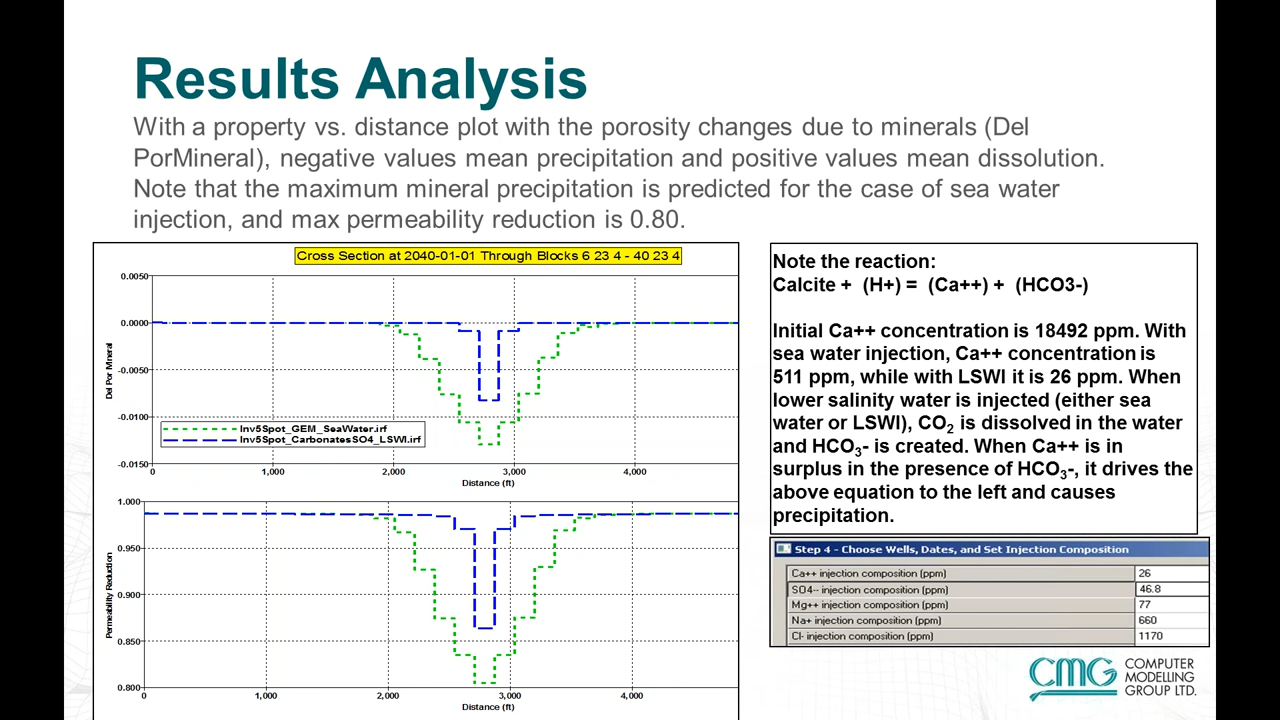 Results Analysis
With a property vs. distance plot with the porosity changes due to minerals (Del
PorMineral), negative values mean precipitation and positive values mean dissolution.
Note that the maximum mineral precipitation is predicted for the case of sea water
injection, and max permeability reduction is 0.80.
Cross Section at 2040-01-01 Through Blocks 6 23 4 - 40 23 4
0.0050
0.0000
-0.0050
-0.0100
-0.0150
Del Por Mineral
Inv5Spot_GEM_SeaWater.irf
Inv5Spot_CarbonatesSO4_LSWI.irf
0 1,000 2,000 3,000 4,000
Distance (ft)
1.000
0.950
0.900
0.850
0.800
Permeability Reduction
0 1,000 2,000 3,000 4,000
Distance (ft)
Note the reaction:
Calcite + (H+) = (Ca++) + (HCO3-)
Initial Ca++ concentration is 18492 ppm. With
sea water injection, Ca++ concentration is
511 ppm, while with LSWI it is 26 ppm. When
lower salinity water is injected (either sea
water or LSWI), CO₂ is dissolved in the water
and HCO₃- is created. When Ca++ is in
surplus in the presence of HCO₃-, it drives the
above equation to the left and causes
precipitation.
Step 4 - Choose Wells, Dates, and Set Injection Composition
Ca++ injection composition (ppm) 26
SO4-- injection composition (ppm) 46.8
Mg++ injection composition (ppm) 77
Na+ injection composition (ppm) 660
Cl- injection composition (ppm) 1170
CMG
COMPUTER
MODELLING
GROUP LTD.